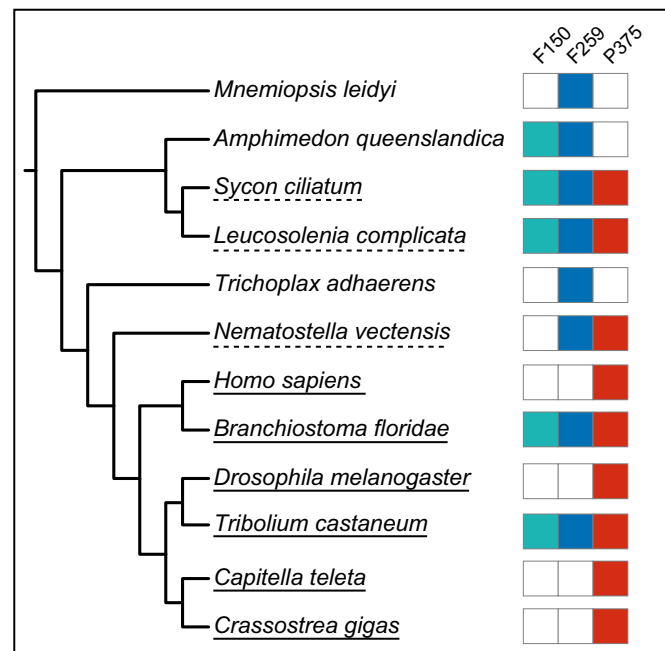 F150 F259 P375
Mnemiopsis leidyi
Amphimedon queenslandica
Sycon ciliatum
Leucosolenia complicata
Trichoplax adhaerens
Nematostella vectensis
Homo sapiens
Branchiostoma floridae
Drosophila melanogaster
Tribolium castaneum
Capitella teleta
Crassostrea gigas